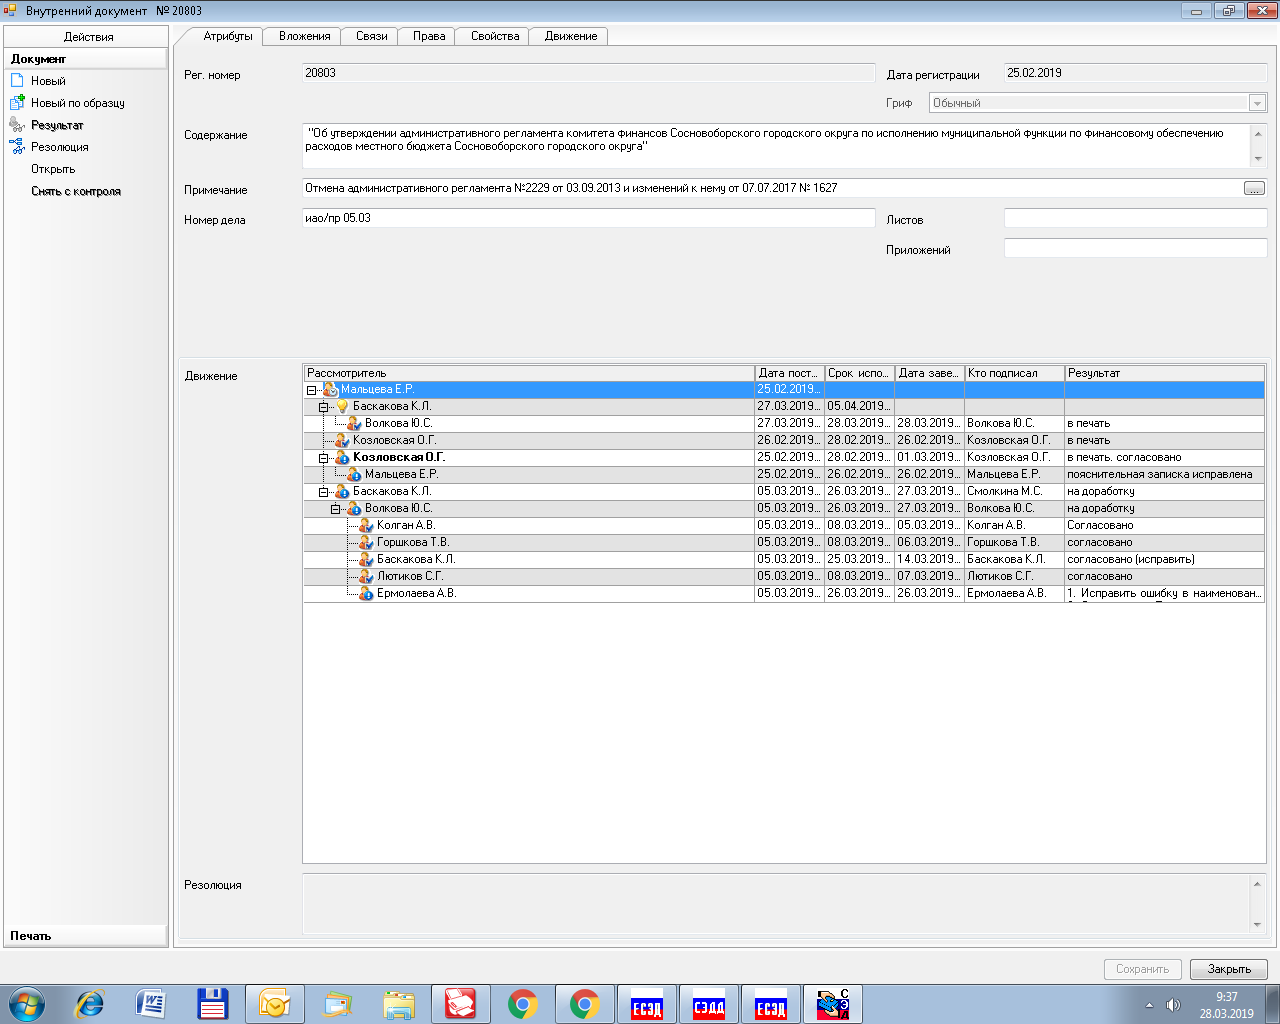 Внутренний документ № 20803
Действия
Документ
Новый
Новый по образцу
Результат
Резолюция
Открыть
Снять с контроля
Печать
Атрибуты Вложения Связи Права Свойства Движение
Рег. номер 20803 Дата регистрации 25.02.2019
Гриф Обычный
Содержание "Об утверждении административного регламента комитета финансов Сосновоборского городского округа по исполнению муниципальной функции по финансовому обеспечению
расходов местного бюджета Сосновоборского городского округа"
Примечание Отмена административного регламента №2229 от 03.09.2013 и изменений к нему от 07.07.2017 № 1627 ...
Номер дела иао/пр 05.03 Листов
Приложений
Движение
Рассмотритель Дата пост... Срок испо... Дата заве... Кто подписал Результат
Мальцева Е.Р. 25.02.2019...
Баскакова К.Л. 27.03.2019... 05.04.2019...
Волкова Ю.С. 27.03.2019... 28.03.2019... 28.03.2019... Волкова Ю.С. в печать
Козловская О.Г. 26.02.2019... 28.02.2019... 26.02.2019... Козловская О.Г. в печать
Козловская О.Г. 25.02.2019... 28.02.2019... 01.03.2019... Козловская О.Г. в печать. согласовано
Мальцева Е.Р. 25.02.2019... 26.02.2019... 26.02.2019... Мальцева Е.Р. пояснительная записка исправлена
Баскакова К.Л. 05.03.2019... 26.03.2019... 27.03.2019... Смолкина М.С. на доработку
Волкова Ю.С. 05.03.2019... 26.03.2019... 27.03.2019... Волкова Ю.С. на доработку
Колган А.В. 05.03.2019... 08.03.2019... 05.03.2019... Колган А.В. Согласовано
Горшкова Т.В. 05.03.2019... 08.03.2019... 06.03.2019... Горшкова Т.В. согласовано
Баскакова К.Л. 05.03.2019... 25.03.2019... 14.03.2019... Баскакова К.Л. согласовано (исправить)
Лютиков С.Г. 05.03.2019... 08.03.2019... 07.03.2019... Лютиков С.Г. согласовано
Ермолаева А.В. 05.03.2019... 26.03.2019... 26.03.2019... Ермолаева А.В. 1. Исправить ошибку в наименован...
Резолюция
Сохранить Закрыть
ЕСЭД СЭДД ЕСЭД СЭД
9:37
28.03.2019